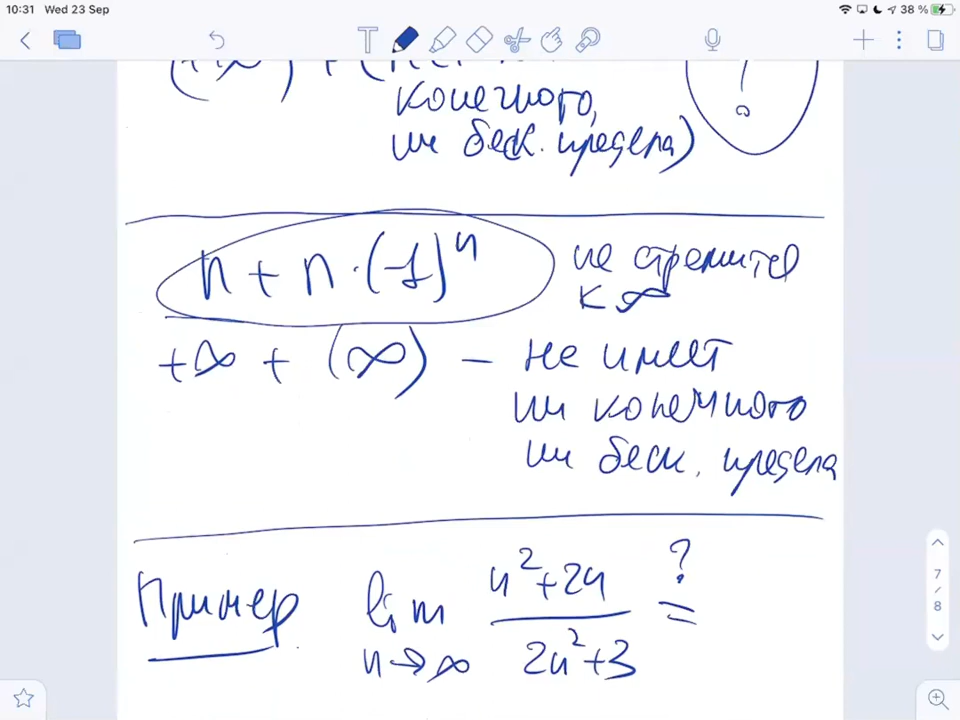 10:31 Wed 23 Sep
38 %
T
конечного,
ни беск. предела)
?
n + n · (-1)^n
не стремится
к ∞
+∞ + (∞) – не имеет
ни конечного
ни беск. предела
Пример lim n→∞ (n²+2n)/(2n²+3) =?
7
/
8